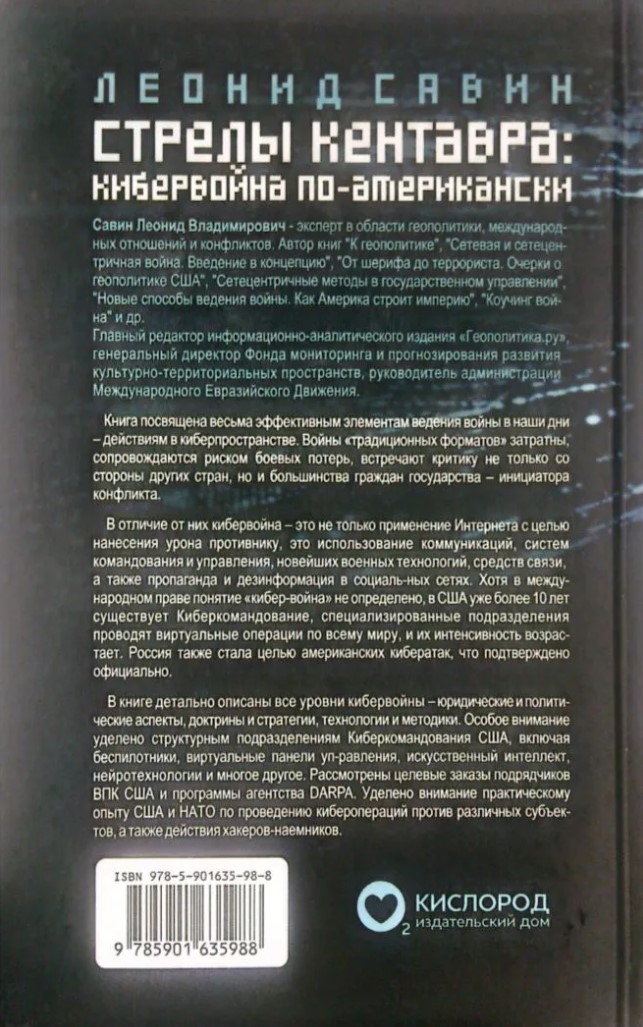 ЛЕОНИД САВИН
СТРЕЛЫ КЕНТАВРА:
КИБЕРВОЙНА ПО-АМЕРИКАНСКИ
Савин Леонид Владимирович - эксперт в области геополитики, международ-
ных отношений и конфликтов. Автор книг "К геополитике", "Сетевая и сетецен-
тричная война. Введение в концепцию", "От шерифа до террориста. Очерки о
геополитике США", "Сетецентричные методы в государственном управлении",
"Новые способы ведения войны. Как Америка строит империю", "Коучинг вой-
на" и др.
Главный редактор информационно-аналитического издания «Геополитика.ру»,
генеральный директор Фонда мониторинга и прогнозирования развития
культурно-территориальных пространств, руководитель администрации
Международного Евразийского Движения.
Книга посвящена весьма эффективным элементам ведения войны в наши дни
– действиям в киберпространстве. Войны «традиционных форматов» затратны,
сопровождаются риском боевых потерь, встречают критику не только со
стороны других стран, но и большинства граждан государства – инициатора
конфликта.
В отличие от них кибервойна – это не только применение Интернета с целью
нанесения урона противнику, это использование коммуникаций, систем
командования и управления, новейших военных технологий, средств связи,
а также пропаганда и дезинформация в социаль-ных сетях. Хотя в между-
народном праве понятие «кибер-война» не определено, в США уже более 10 лет
существует Киберкомандование, специализированные подразделения
проводят виртуальные операции по всему миру, и их интенсивность возрас-
тает. Россия также стала целью американских кибератак, что подтверждено
официально.
В книге детально описаны все уровни кибервойны – юридические и полити-
ческие аспекты, доктрины и стратегии, технологии и методики. Особое внимание
уделено структурным подразделениям Киберкомандования США, включая
беспилотники, виртуальные панели уп-равления, искусственный интеллект,
нейротехнологии и многое другое. Рассмотрены целевые заказы подрядчиков
ВПК США и программы агентства DARPA. Уделено внимание практическому
опыту США и НАТО по проведению киберопераций против различных субъек-
тов, а также действия хакеров-наемников.
ISBN 978-5-901635-98-8
9 785901 635988
2 КИСЛОРОД
издательский дом